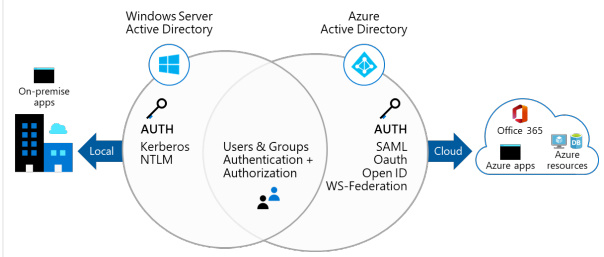 Windows Server
Active Directory
Azure
Active Directory
On-premise
apps
AUTH
Kerberos
NTLM
Local
Users & Groups
Authentication +
Authorization
AUTH
SAML
Oauth
Open ID
WS-Federation
Cloud
Office 365
Azure apps
DB
Azure
resources